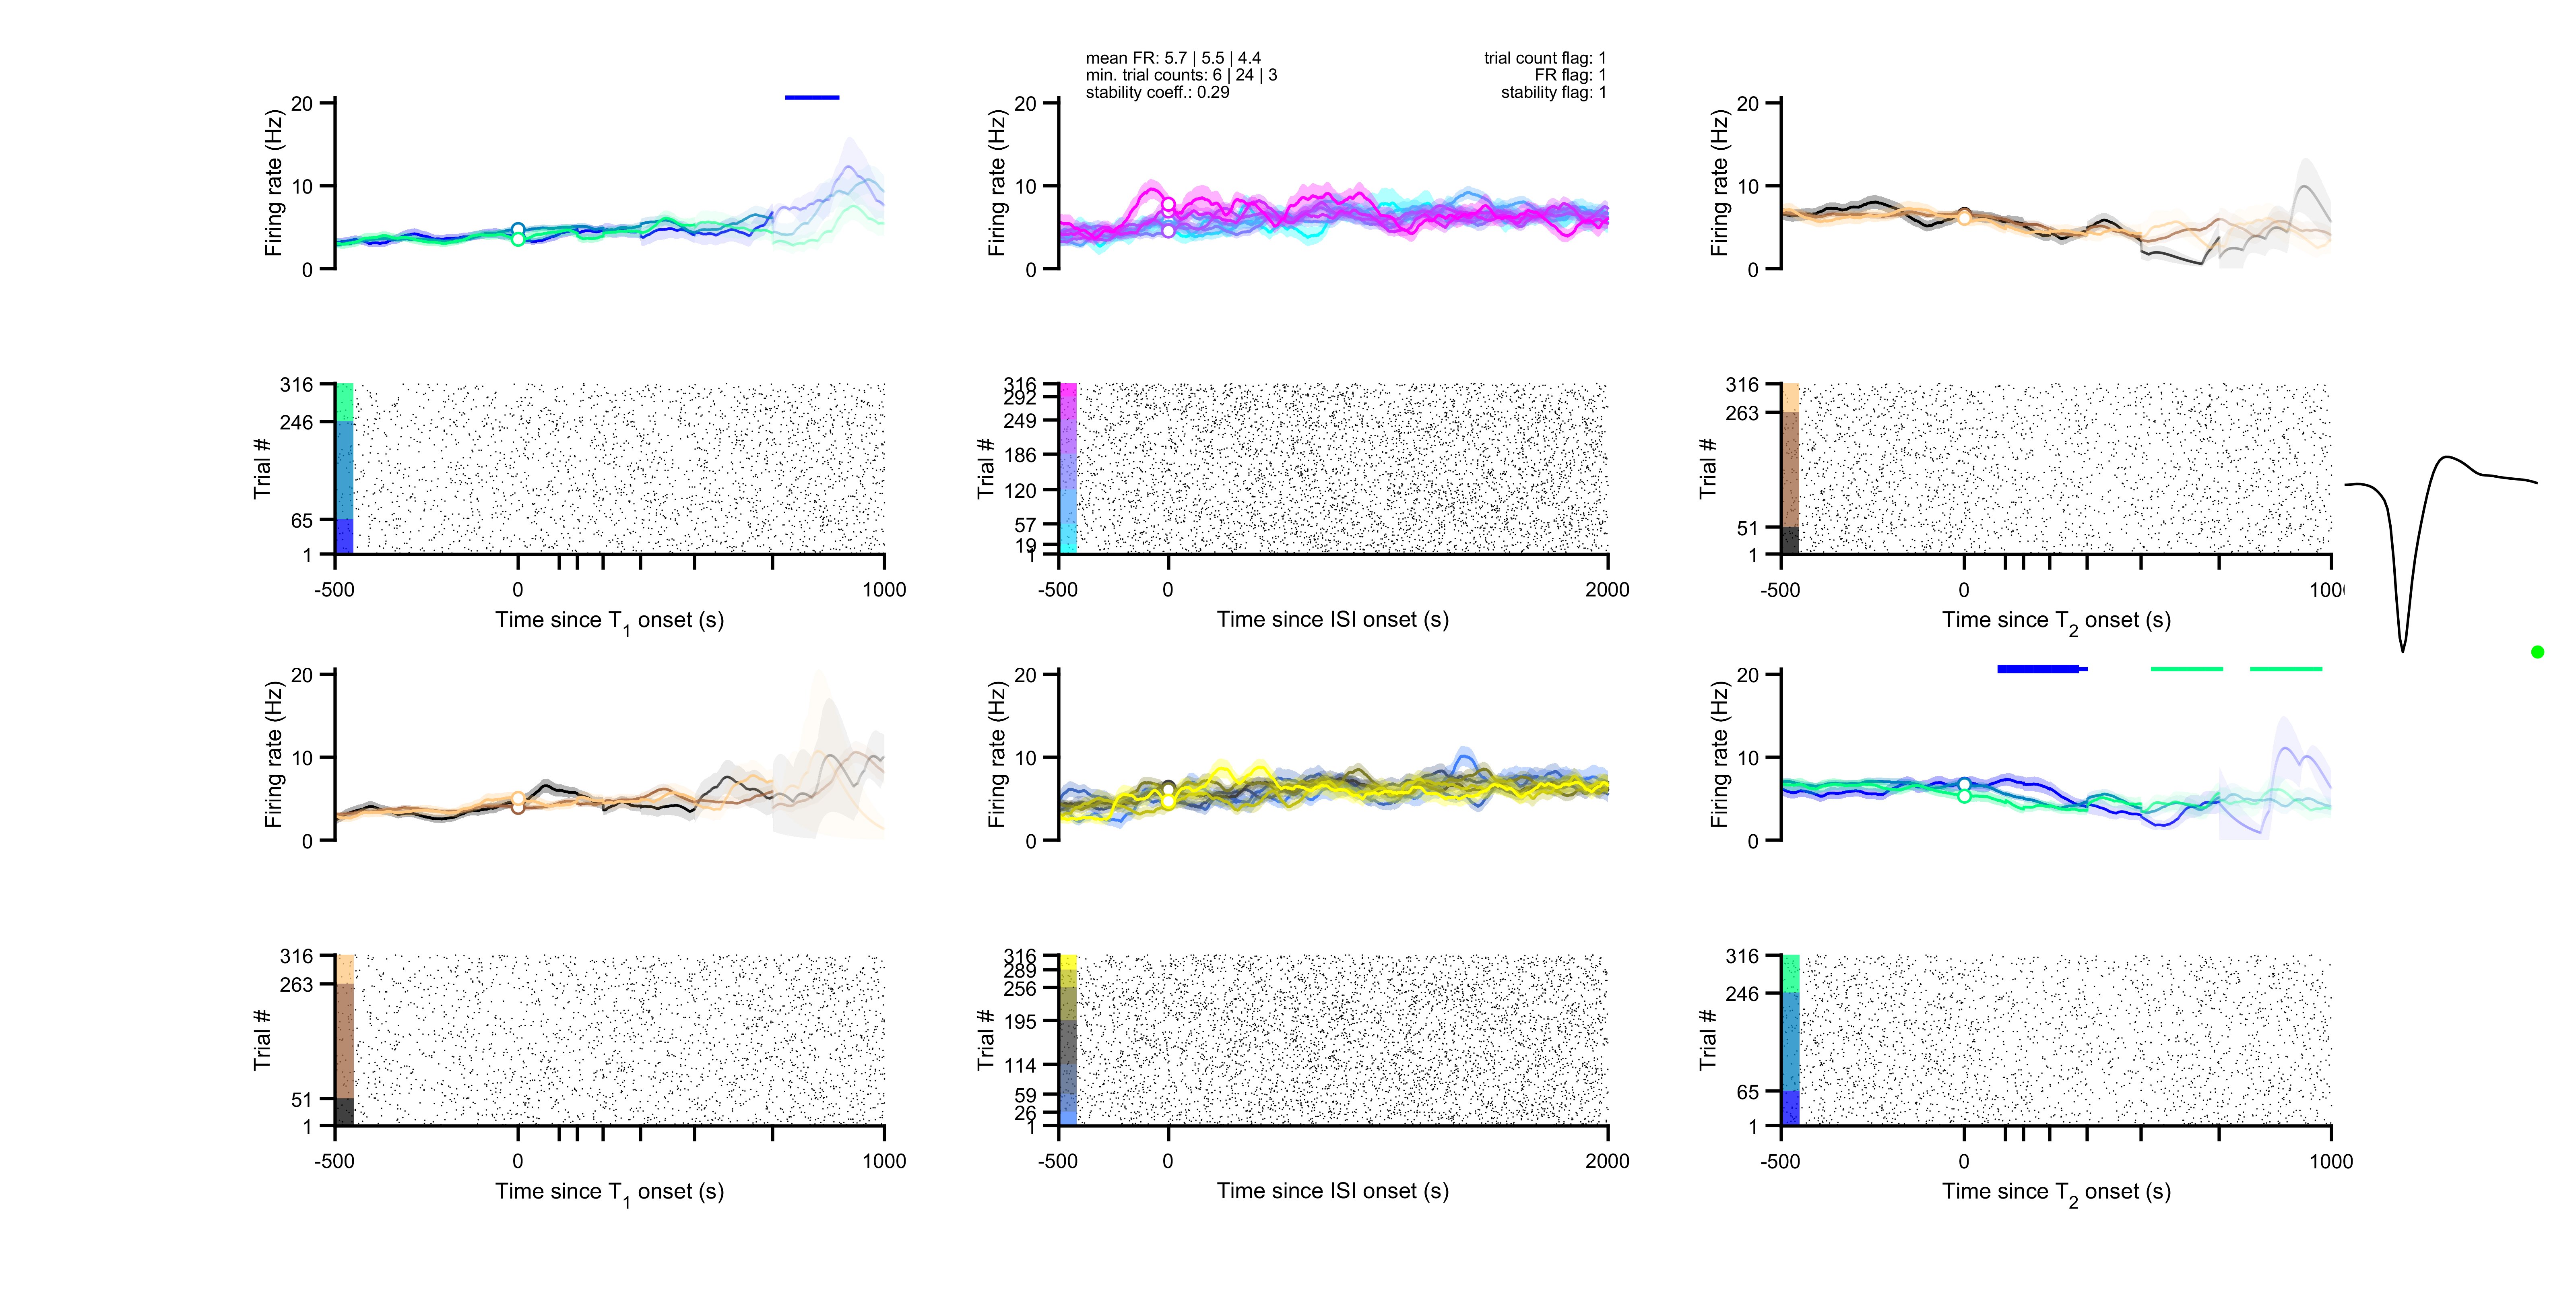 mean FR: 5.7 | 5.5 | 4.4
min. trial counts: 6 | 24 | 3
stability coeff.: 0.29
trial count flag: 1
FR flag: 1
stability flag: 1
Firing rate (Hz)
20
10
0
Firing rate (Hz)
20
10
0
Firing rate (Hz)
20
10
0
Trial #
316
246
65
1
-500
0
1000
Time since T1 onset (s)
Trial #
316
292
249
186
120
57
19
1
-500
0
2000
Time since ISI onset (s)
Trial #
316
263
51
1
-500
0
Time since T2 onset (s)
Firing rate (Hz)
20
10
0
Firing rate (Hz)
20
10
0
Firing rate (Hz)
20
10
0
Trial #
316
263
51
1
-500
0
1000
Time since T1 onset (s)
Trial #
316
289
256
195
114
59
26
1
-500
0
2000
Time since ISI onset (s)
Trial #
316
246
65
1
-500
0
1000
Time since T2 onset (s)